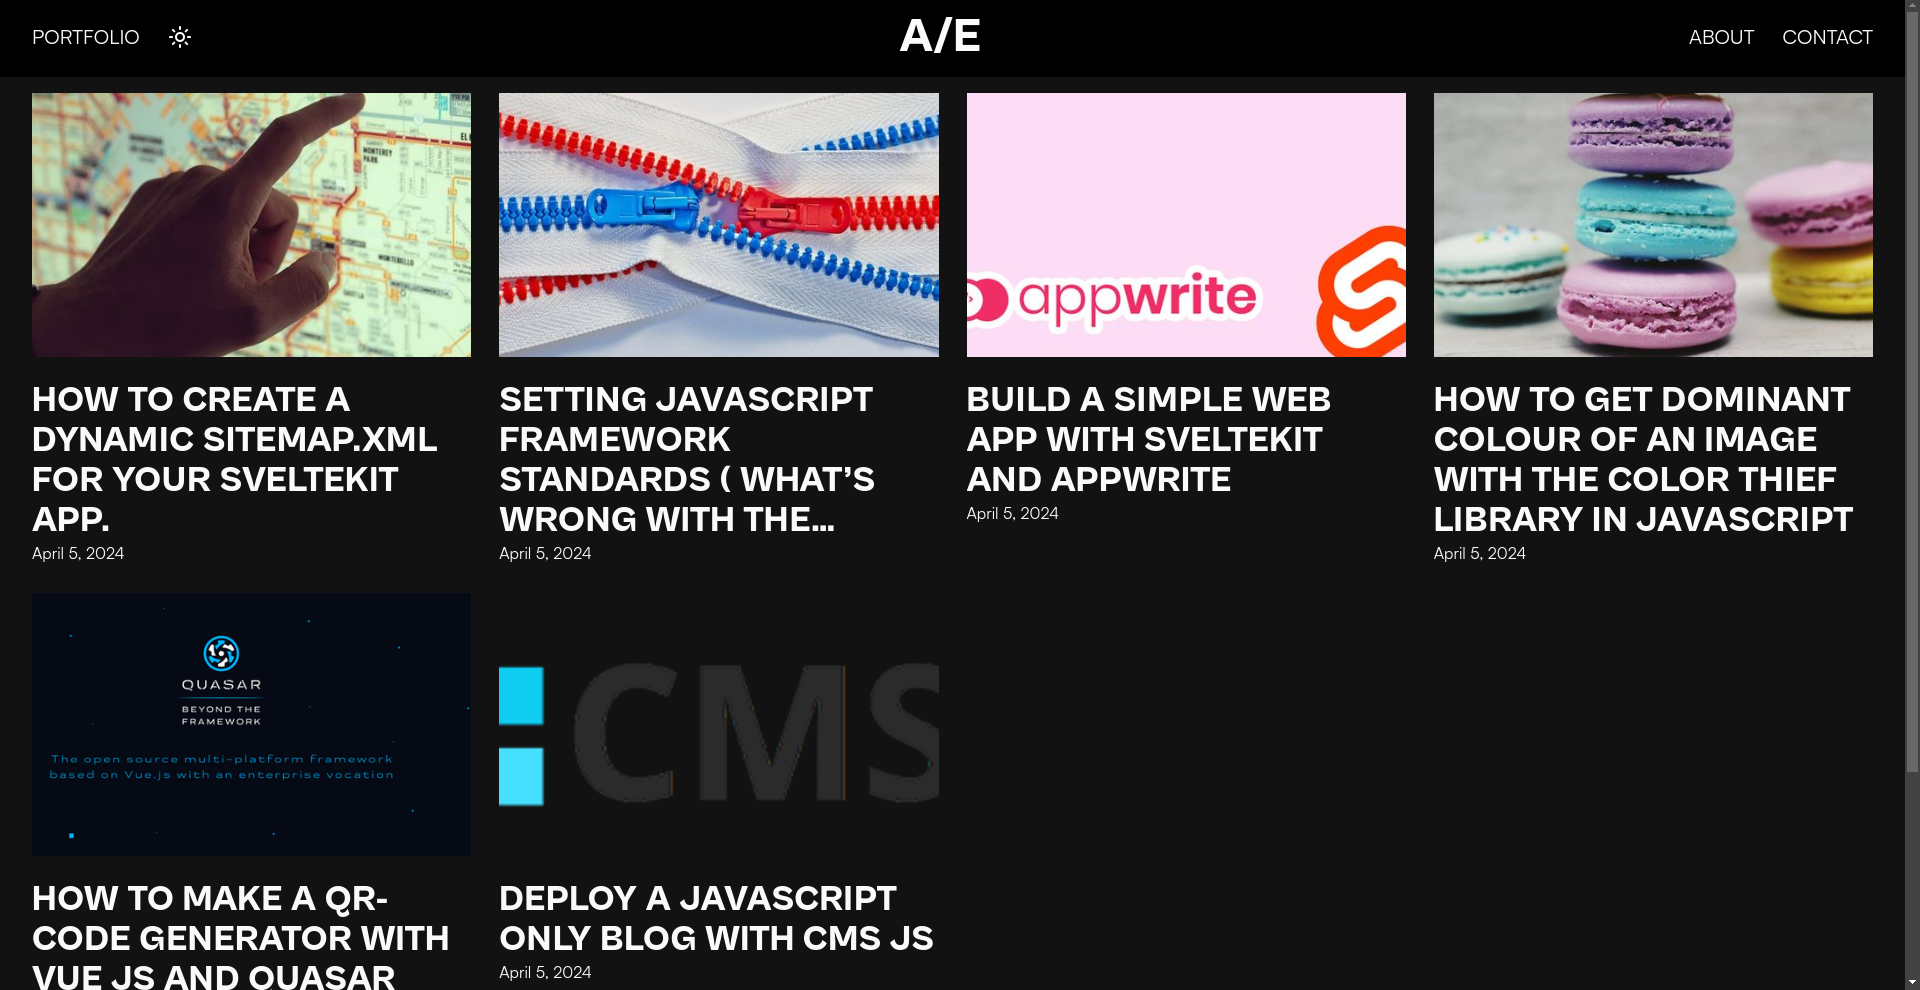 PORTFOLIO
A/E
ABOUT
CONTACT
MONTEREY
PARK
MONTEBELLO
appwrite
HOW TO CREATE A
DYNAMIC SITEMAP.XML
FOR YOUR SVELTEKIT
APP.
April 5, 2024
SETTING JAVASCRIPT
FRAMEWORK
STANDARDS ( WHAT’S
WRONG WITH THE...
April 5, 2024
BUILD A SIMPLE WEB
APP WITH SVELTEKIT
AND APPWRITE
April 5, 2024
HOW TO GET DOMINANT
COLOUR OF AN IMAGE
WITH THE COLOR THIEF
LIBRARY IN JAVASCRIPT
April 5, 2024
QUASAR
BEYOND THE
FRAMEWORK
The open source multi-platform framework
based on Vue.js with an enterprise vocation
CMS
HOW TO MAKE A QR-
CODE GENERATOR WITH
VUE JS AND QUASAR
DEPLOY A JAVASCRIPT
ONLY BLOG WITH CMS JS
April 5, 2024